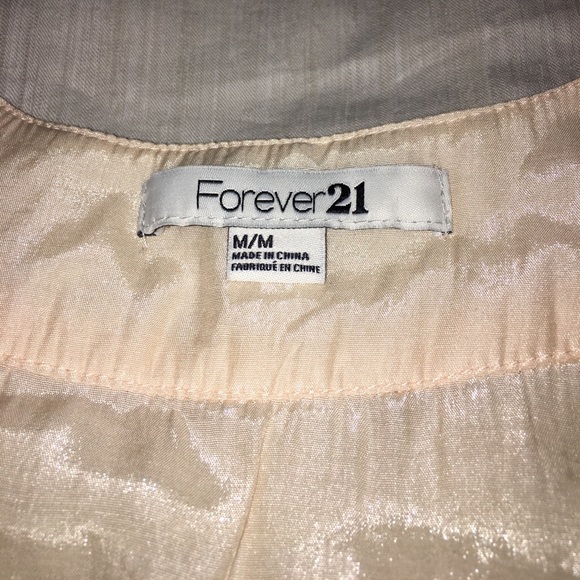 Forever21
M/M
MADE IN CHINA
FABRIQUÉ EN CHINE